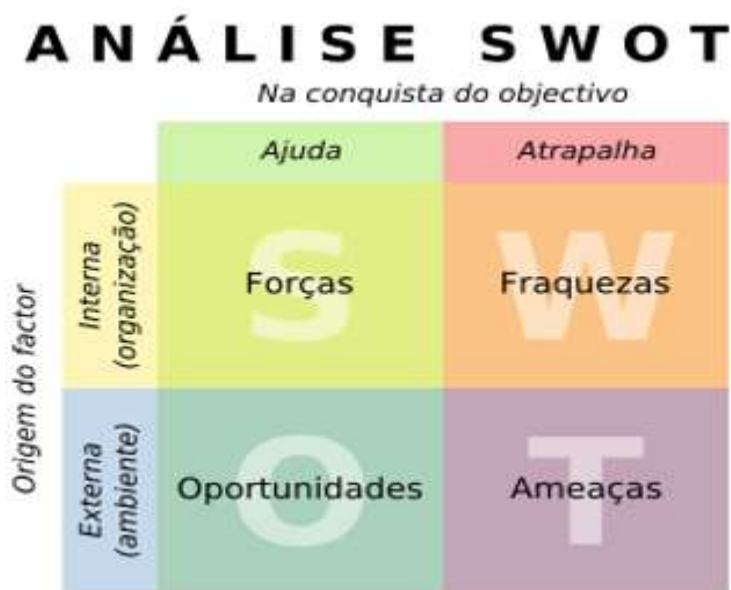 ANÁLISE SWOT
Na conquista do objectivo
Ajuda
Atrapalha
Origem do factor
Interna
(organização)
S
Forças
W
Fraquezas
Externa
(ambiente)
O
Oportunidades
T
Ameaças